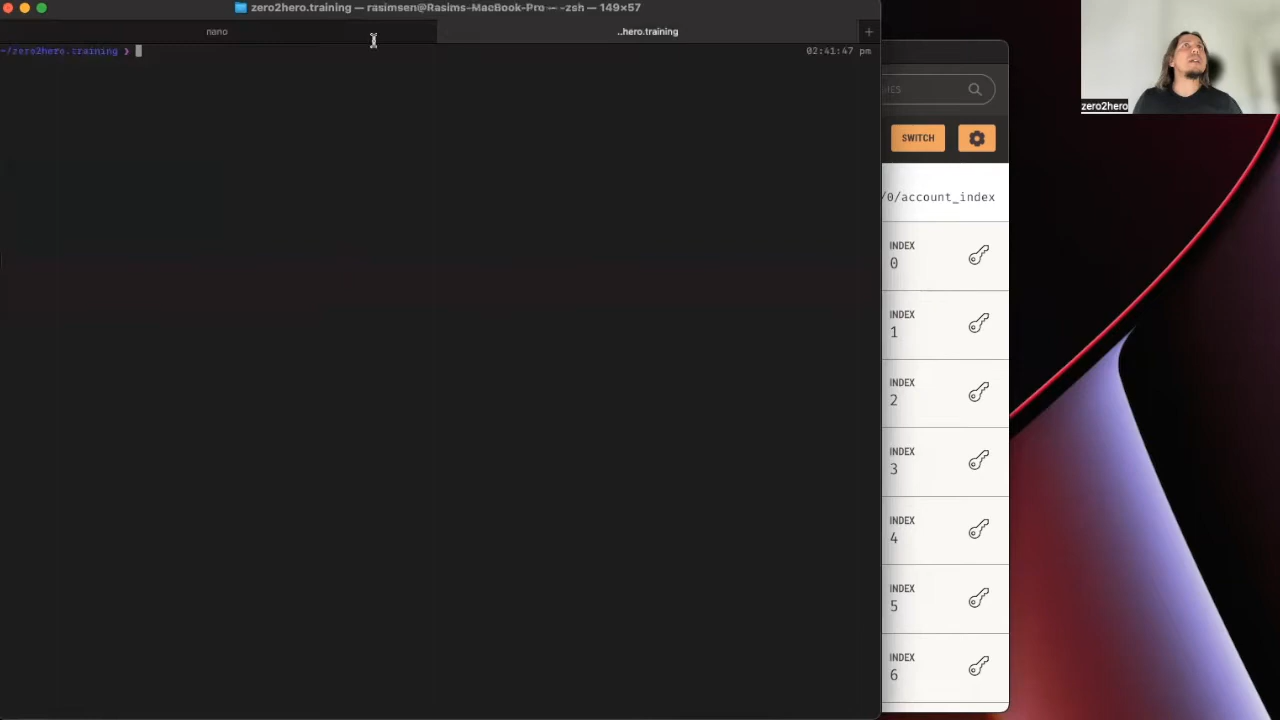 zero2hero.training — rasimsen@Rasims-MacBook-Pro — -zsh — 149×57
nano
..hero.training
+
~/zero2hero.training ❯
02:41:47 pm
zero2hero
SWITCH
/0/account_index
INDEX
0
INDEX
1
INDEX
2
INDEX
3
INDEX
4
INDEX
5
INDEX
6